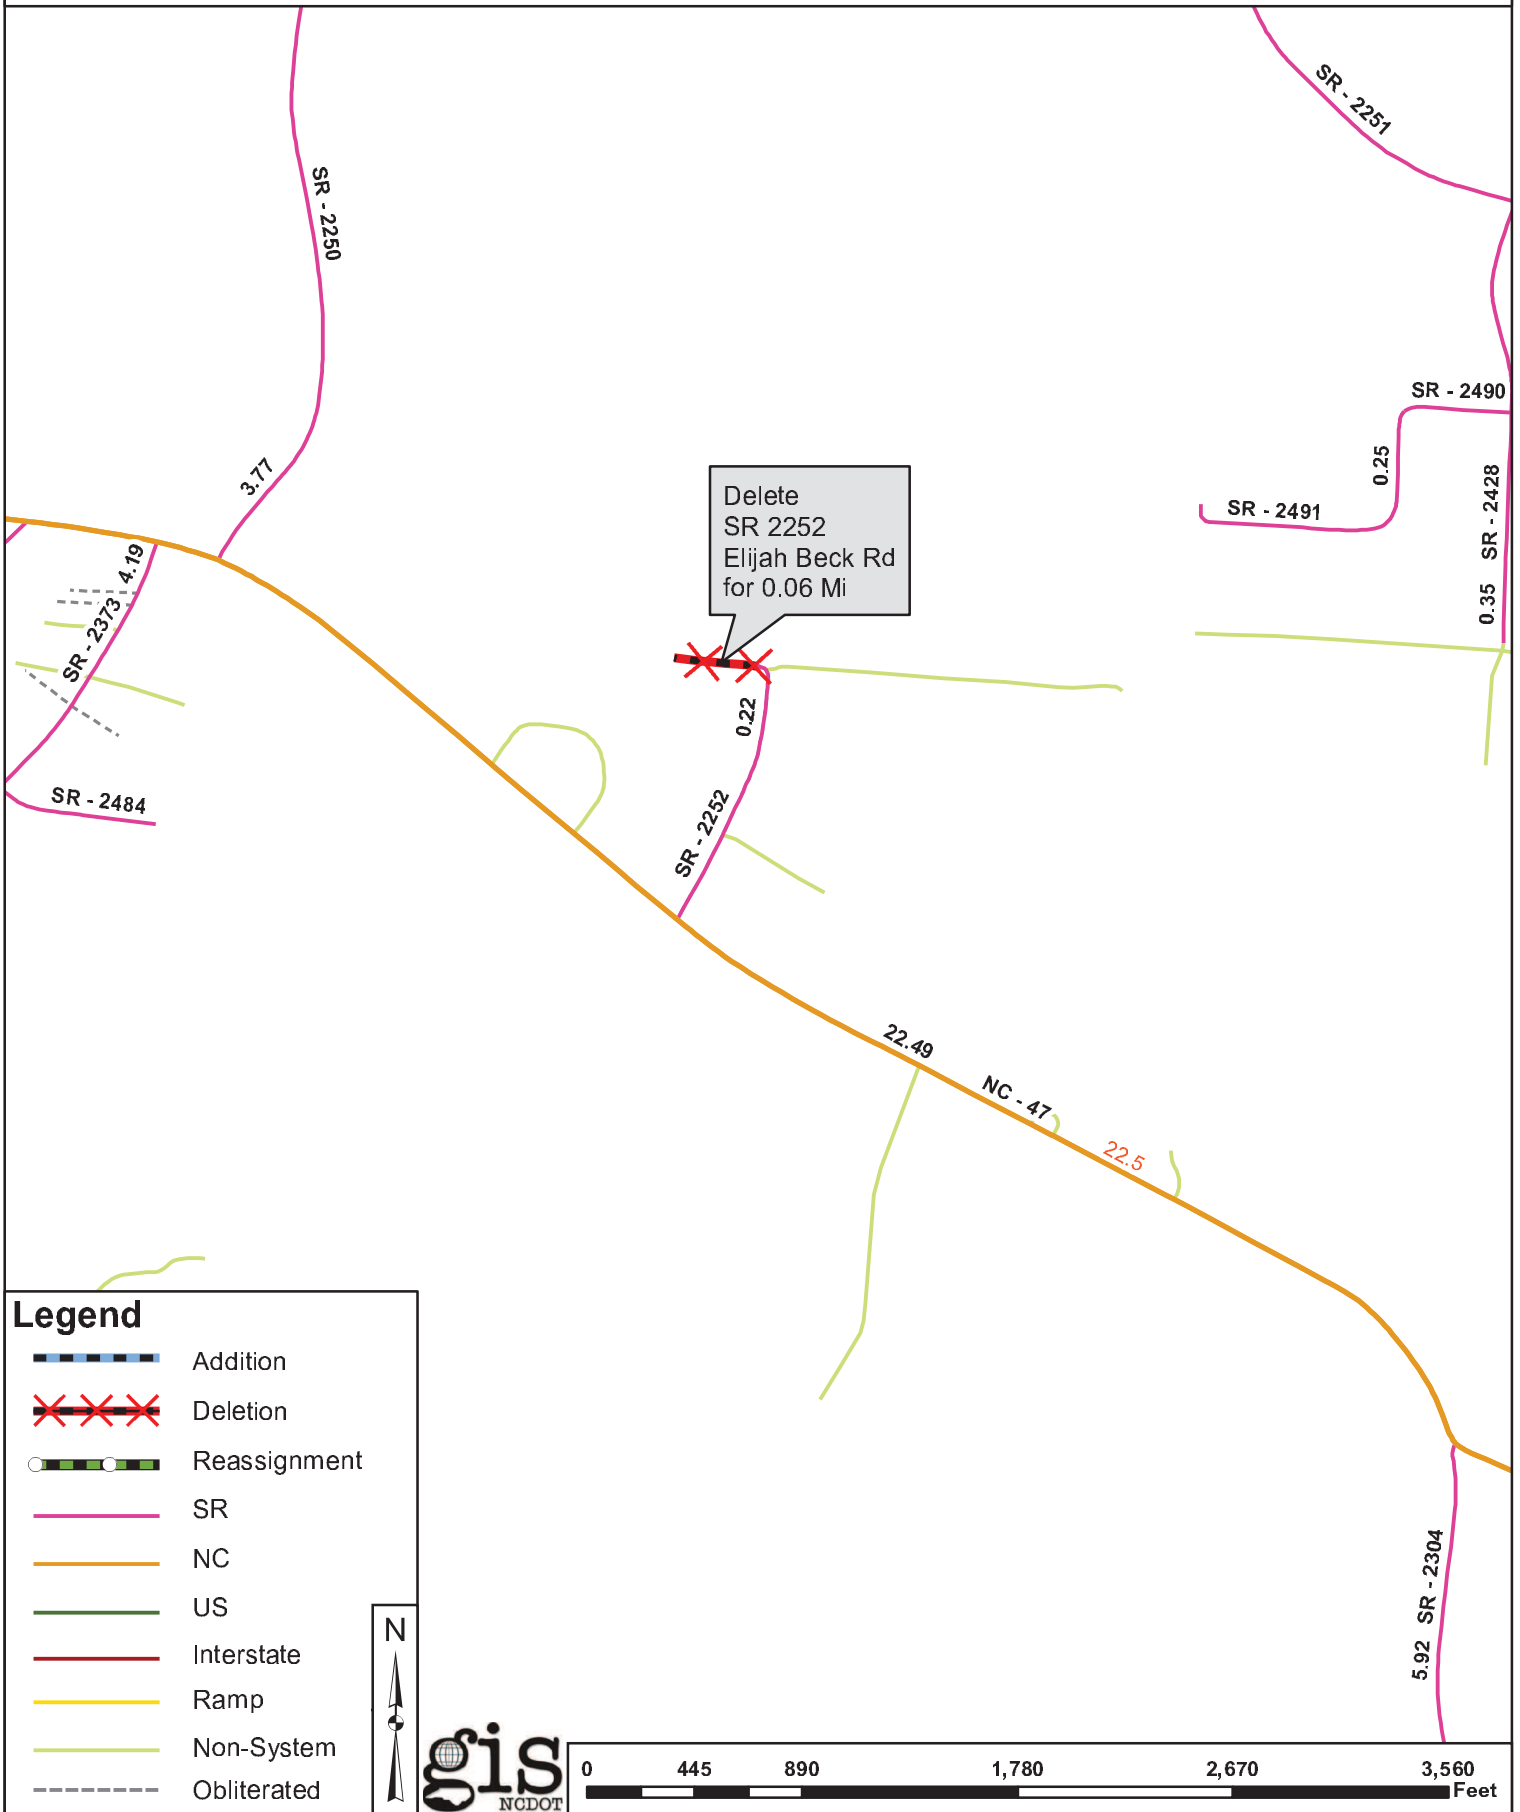 SR - 2251
SR - 2250
SR - 2490
3.77
0.25
SR - 2428
Delete
SR 2252
Elijah Beck Rd
for 0.06 Mi
SR - 2491
4.19
0.35
SR - 2373
0.22
SR - 2484
SR - 2252
22.49
NC - 47
22.5
Legend
Addition
Deletion
Reassignment
SR
NC
US
Interstate
Ramp
Non-System
Obliterated
N
SR - 2304
5.92
gis
NCDOT
0 445 890 1,780 2,670 3,560
Feet